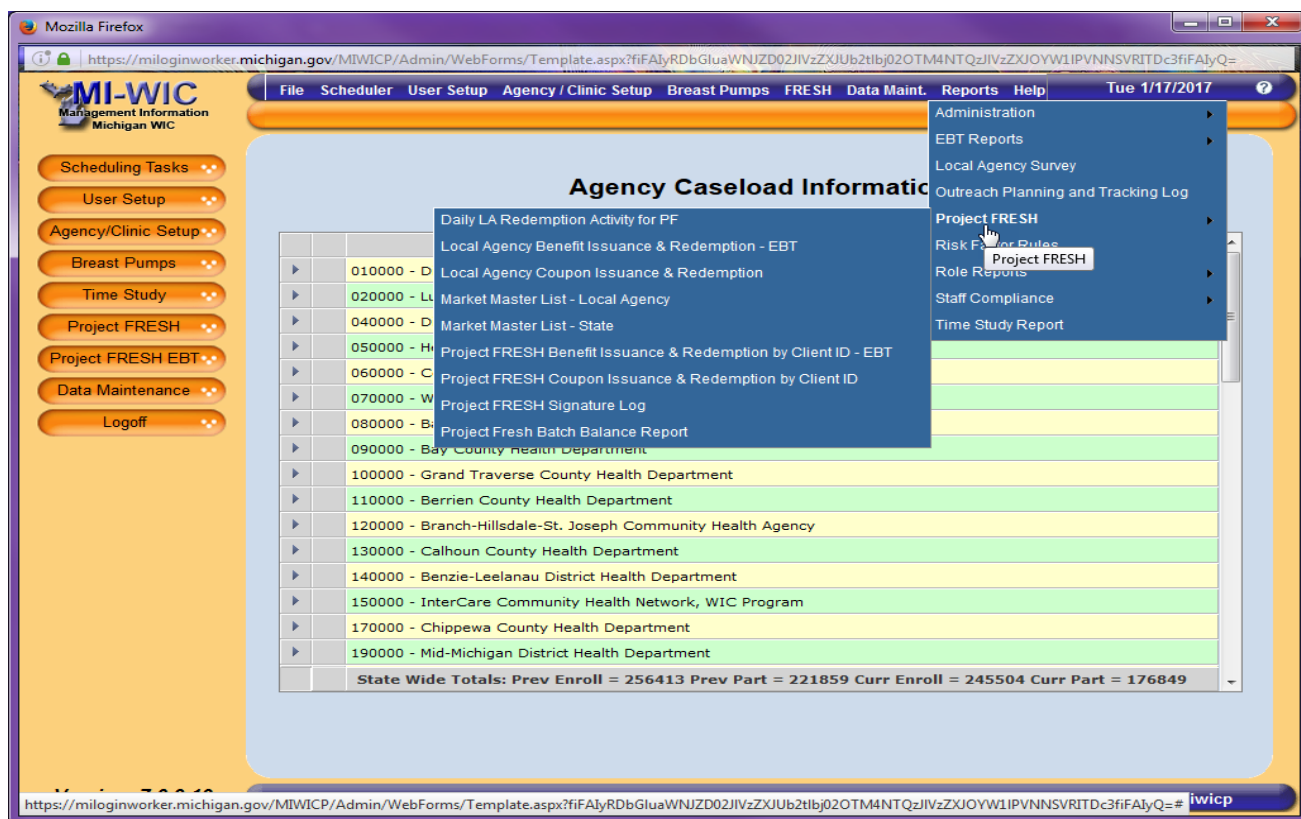 Mozilla Firefox
https://miloginworker.michigan.gov/MIWICP/Admin/WebForms/Template.aspx?fiFAIyRDbGluaWNJZD02JIVzZXJUb2tlbj02OTM4NTQzJIVzZXJOYW1lPVNNSVRITDc3fiFAIyQ=
MI-WIC
Management Information
Michigan WIC
File Scheduler User Setup Agency / Clinic Setup Breast Pumps FRESH Data Maint. Reports Help Tue 1/17/2017 ?
Administration
EBT Reports
Local Agency Survey
Outreach Planning and Tracking Log
Project FRESH
Project FRESH
Role Reports
Staff Compliance
Time Study Report
Scheduling Tasks
User Setup
Agency/Clinic Setup
Breast Pumps
Time Study
Project FRESH
Project FRESH EBT
Data Maintenance
Logoff
Agency Caseload Informatio
Daily LA Redemption Activity for PF
Local Agency Benefit Issuance & Redemption - EBT
Local Agency Coupon Issuance & Redemption
Market Master List - Local Agency
Market Master List - State
Project FRESH Benefit Issuance & Redemption by Client ID - EBT
Project FRESH Coupon Issuance & Redemption by Client ID
Project FRESH Signature Log
Project Fresh Batch Balance Report
010000 - D
020000 - Lu
040000 - D
050000 - H
060000 - C
070000 - W
080000 - Ba
090000 - Bay County Health Department
100000 - Grand Traverse County Health Department
110000 - Berrien County Health Department
120000 - Branch-Hillsdale-St. Joseph Community Health Agency
130000 - Calhoun County Health Department
140000 - Benzie-Leelanau District Health Department
150000 - InterCare Community Health Network, WIC Program
170000 - Chippewa County Health Department
190000 - Mid-Michigan District Health Department
State Wide Totals: Prev Enroll = 256413 Prev Part = 221859 Curr Enroll = 245504 Curr Part = 176849
https://miloginworker.michigan.gov/MIWICP/Admin/WebForms/Template.aspx?fiFAIyRDbGluaWNJZD02JIVzZXJUb2tlbj02OTM4NTQzJIVzZXJOYW1lPVNNSVRITDc3fiFAIyQ=#
iwicp